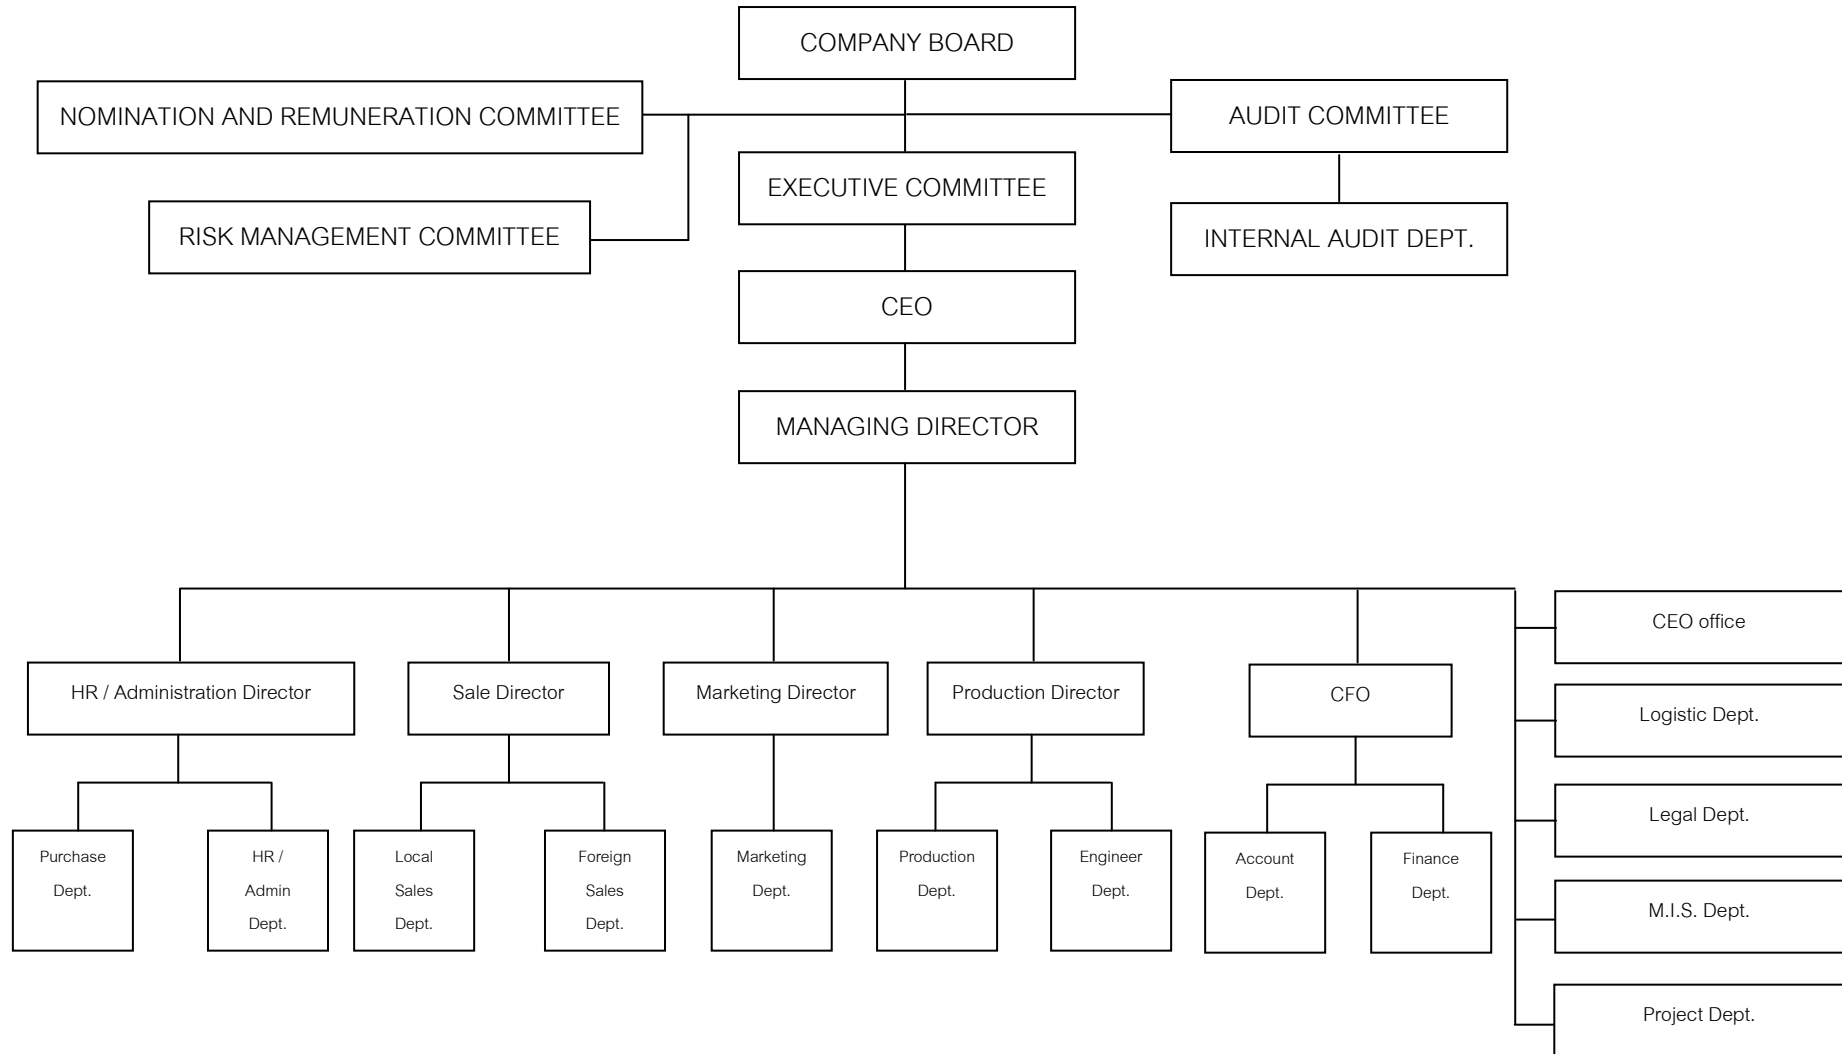 COMPANY BOARD
NOMINATION AND REMUNERATION COMMITTEE
AUDIT COMMITTEE
EXECUTIVE COMMITTEE
RISK MANAGEMENT COMMITTEE
INTERNAL AUDIT DEPT.
CEO
MANAGING DIRECTOR
CEO office
HR / Administration Director
Sale Director
Marketing Director
Production Director
CFO
Logistic Dept.
Legal Dept.
M.I.S. Dept.
Project Dept.
Purchase
Dept.
HR /
Admin
Dept.
Local
Sales
Dept.
Foreign
Sales
Dept.
Marketing
Dept.
Production
Dept.
Engineer
Dept.
Account
Dept.
Finance
Dept.